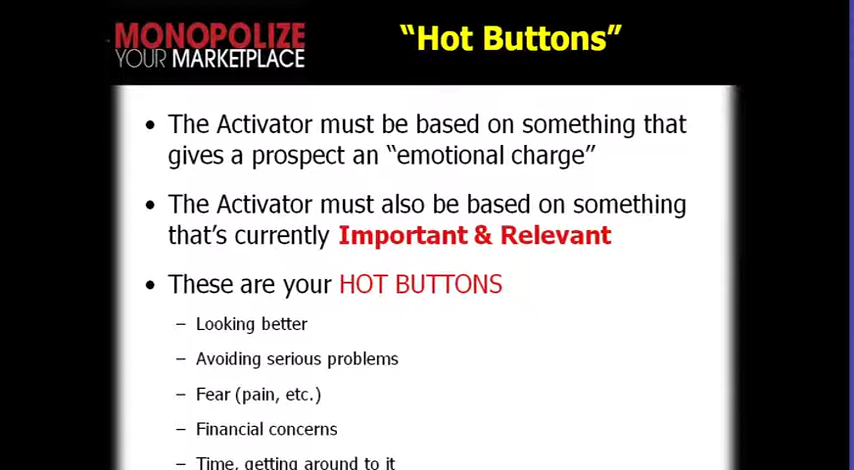 MONOPOLIZE
YOUR MARKETPLACE
“Hot Buttons”
• The Activator must be based on something that
gives a prospect an “emotional charge”
• The Activator must also be based on something
that’s currently Important & Relevant
• These are your HOT BUTTONS
– Looking better
– Avoiding serious problems
– Fear (pain, etc.)
– Financial concerns
– Time, getting around to it